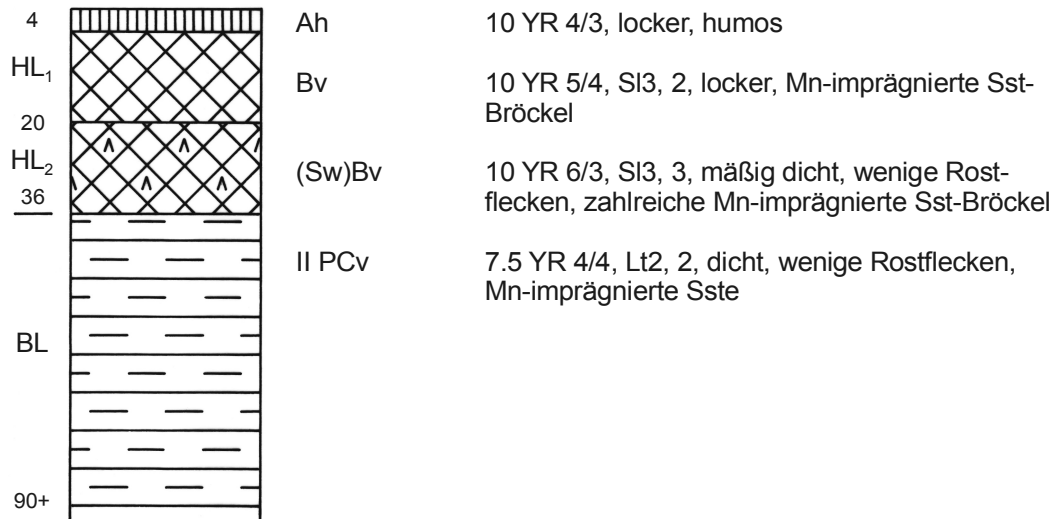 4
Ah
10 YR 4/3, locker, humos
HL₁
Bv
10 YR 5/4, Sl3, 2, locker, Mn-imprägnierte Sst-
Bröckel
20
HL₂
(Sw)Bv
10 YR 6/3, Sl3, 3, mäßig dicht, wenige Rost-
flecken, zahlreiche Mn-imprägnierte Sst-Bröckel
36
II PCv
7.5 YR 4/4, Lt2, 2, dicht, wenige Rostflecken,
Mn-imprägnierte Sste
BL
90+